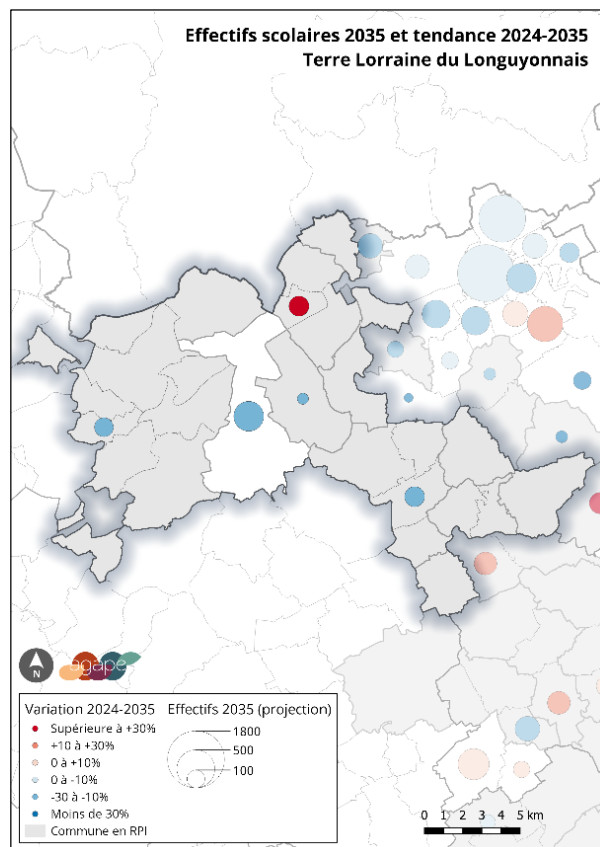 Effectifs scolaires 2035 et tendance 2024-2035
Terre Lorraine du Longuyonnais
N
agape
Variation 2024-2035
Supérieure à +30%
+10 à +30%
0 à +10%
0 à -10%
-30 à -10%
Moins de 30%
Commune en RPI
Effectifs 2035 (projection)
1800
500
100
0 1 2 3 4 5 km